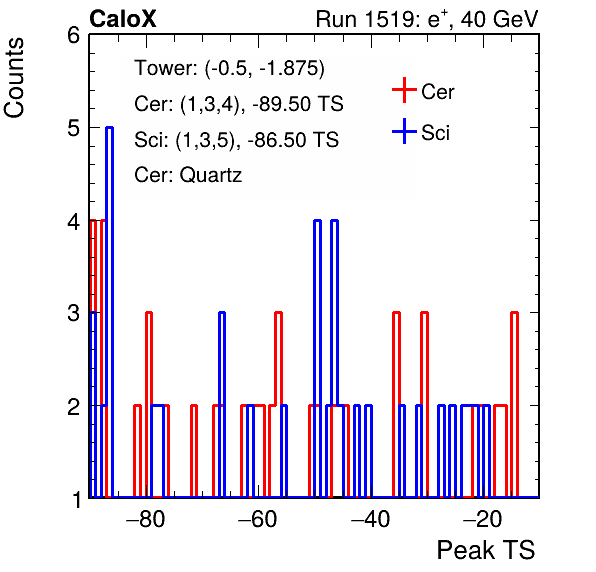 CaloX Run 1519: e⁺, 40 GeV
Counts
6
Tower: (-0.5, -1.875)
Cer: (1,3,4), -89.50 TS
Sci: (1,3,5), -86.50 TS
Cer: Quartz
Cer
Sci
5
4
3
2
1
−80 −60 −40 −20
Peak TS